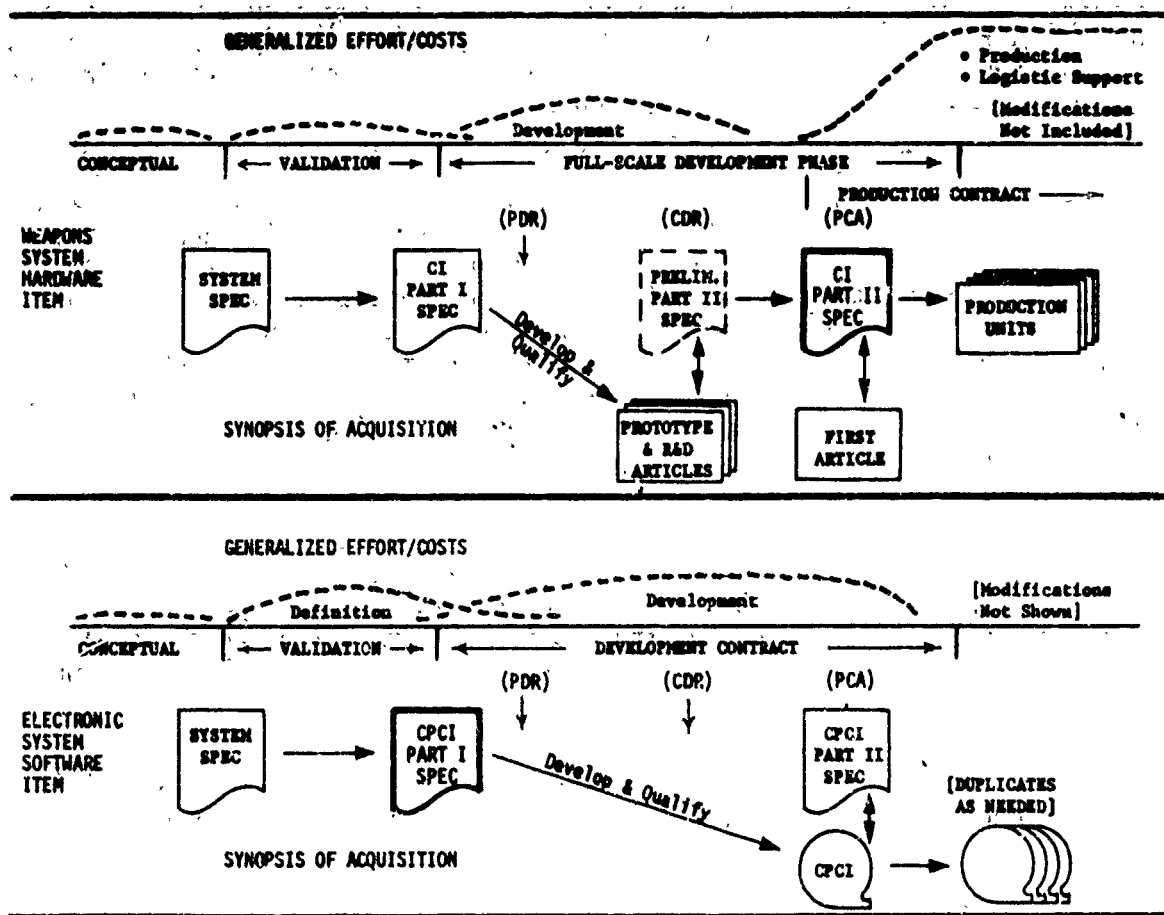 GENERALIZED EFFORT/COSTS
• Production
• Logistic Support
[Modifications
Not Included]
Development
CONCEPTUAL
VALIDATION
FULL-SCALE DEVELOPMENT PHASE
PRODUCTION CONTRACT
(PDR)
(CDR)
(PCA)
WEAPONS
SYSTEM
HARDWARE
ITEM
SYSTEM
SPEC
CI
PART I
SPEC
PRELIM.
PART II
SPEC
CI
PART II
SPEC
PRODUCTION
UNITS
Develop &
Qualify
SYNOPSIS OF ACQUISITION
PROTOTYPE
& R&D
ARTICLES
FIRST
ARTICLE
GENERALIZED EFFORT/COSTS
Definition
Development
[Modifications
Not Shown]
CONCEPTUAL
VALIDATION
DEVELOPMENT CONTRACT
(PDR)
(CDR)
(PCA)
ELECTRONIC
SYSTEM
SOFTWARE
ITEM
SYSTEM
SPEC
CPCI
PART I
SPEC
CPCI
PART II
SPEC
Develop & Qualify
[DUPLICATES
AS NEEDED]
SYNOPSIS OF ACQUISITION
CPCI